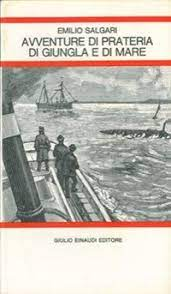 EMILIO SALGARI
AVVENTURE DI PRATERIA
DI GIUNGLA E DI MARE
GIULIO EINAUDI EDITORE